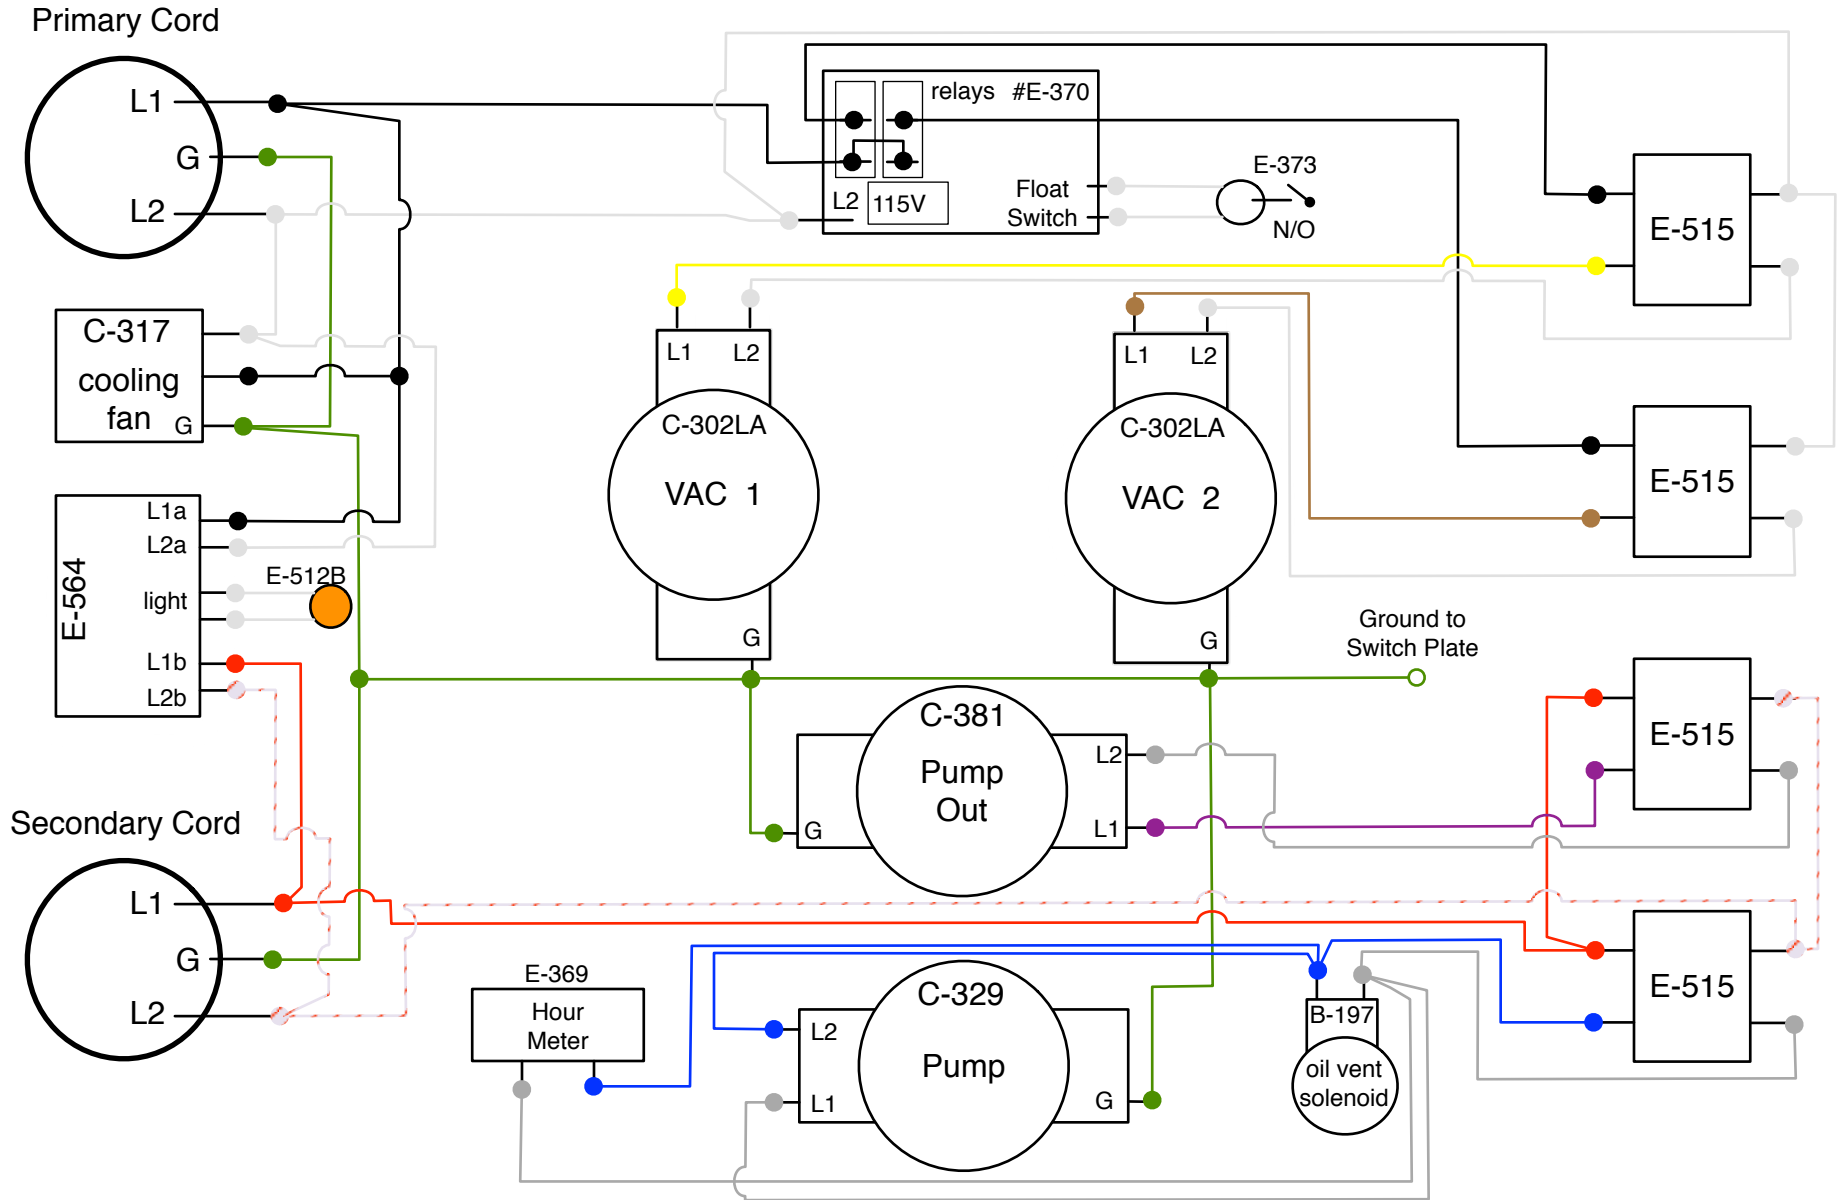 Primary Cord
L1
G
L2
relays #E-370
L2
115V
Float
Switch
E-373
N/O
E-515
C-317
cooling
fan
G
L1
L2
C-302LA
VAC 1
G
L1
L2
C-302LA
VAC 2
G
E-515
E-564
L1a
L2a
light
L1b
L2b
E-512B
Ground to
Switch Plate
C-381
Pump
Out
G
L2
L1
E-515
Secondary Cord
L1
G
L2
E-369
Hour
Meter
C-329
Pump
L2
L1
G
B-197
oil vent
solenoid
E-515